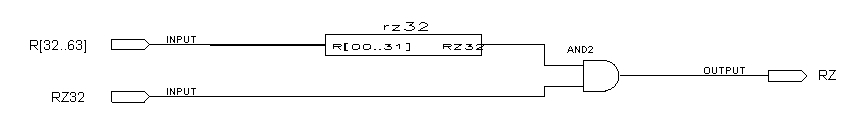 rz32
R[32..63] INPUT R[00..31] RZ32
AND2
OUTPUT RZ
RZ32 INPUT